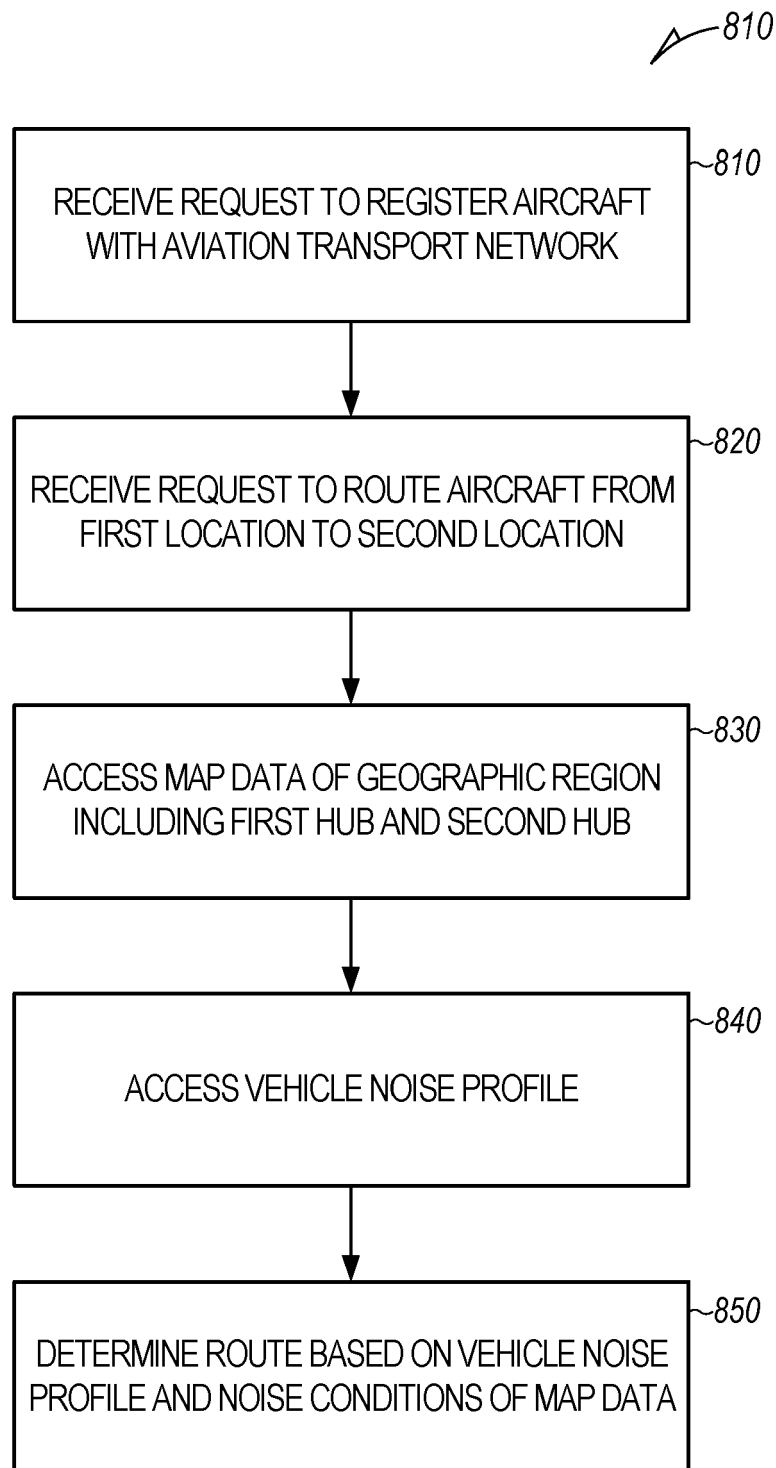 810
810
RECEIVE REQUEST TO REGISTER AIRCRAFT
WITH AVIATION TRANSPORT NETWORK
820
RECEIVE REQUEST TO ROUTE AIRCRAFT FROM
FIRST LOCATION TO SECOND LOCATION
830
ACCESS MAP DATA OF GEOGRAPHIC REGION
INCLUDING FIRST HUB AND SECOND HUB
840
ACCESS VEHICLE NOISE PROFILE
850
DETERMINE ROUTE BASED ON VEHICLE NOISE
PROFILE AND NOISE CONDITIONS OF MAP DATA